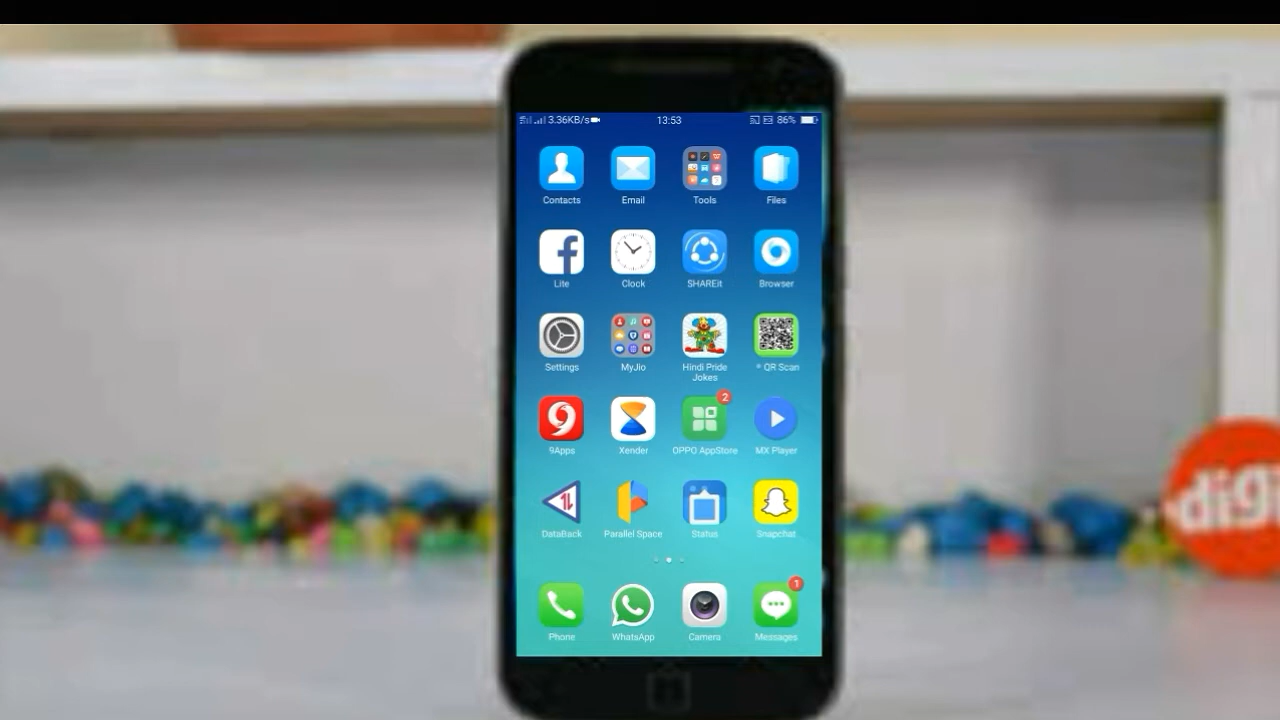 3.36KB/s
13:53
86%
Contacts
Email
Tools
Files
Lite
Clock
SHAREit
Browser
Settings
MyJio
Hindi Pride
Jokes
QR Scan
9Apps
Xender
2
OPPO AppStore
MX Player
DataBack
Parallel Space
Status
Snapchat
1
Phone
WhatsApp
Camera
Messages
digi